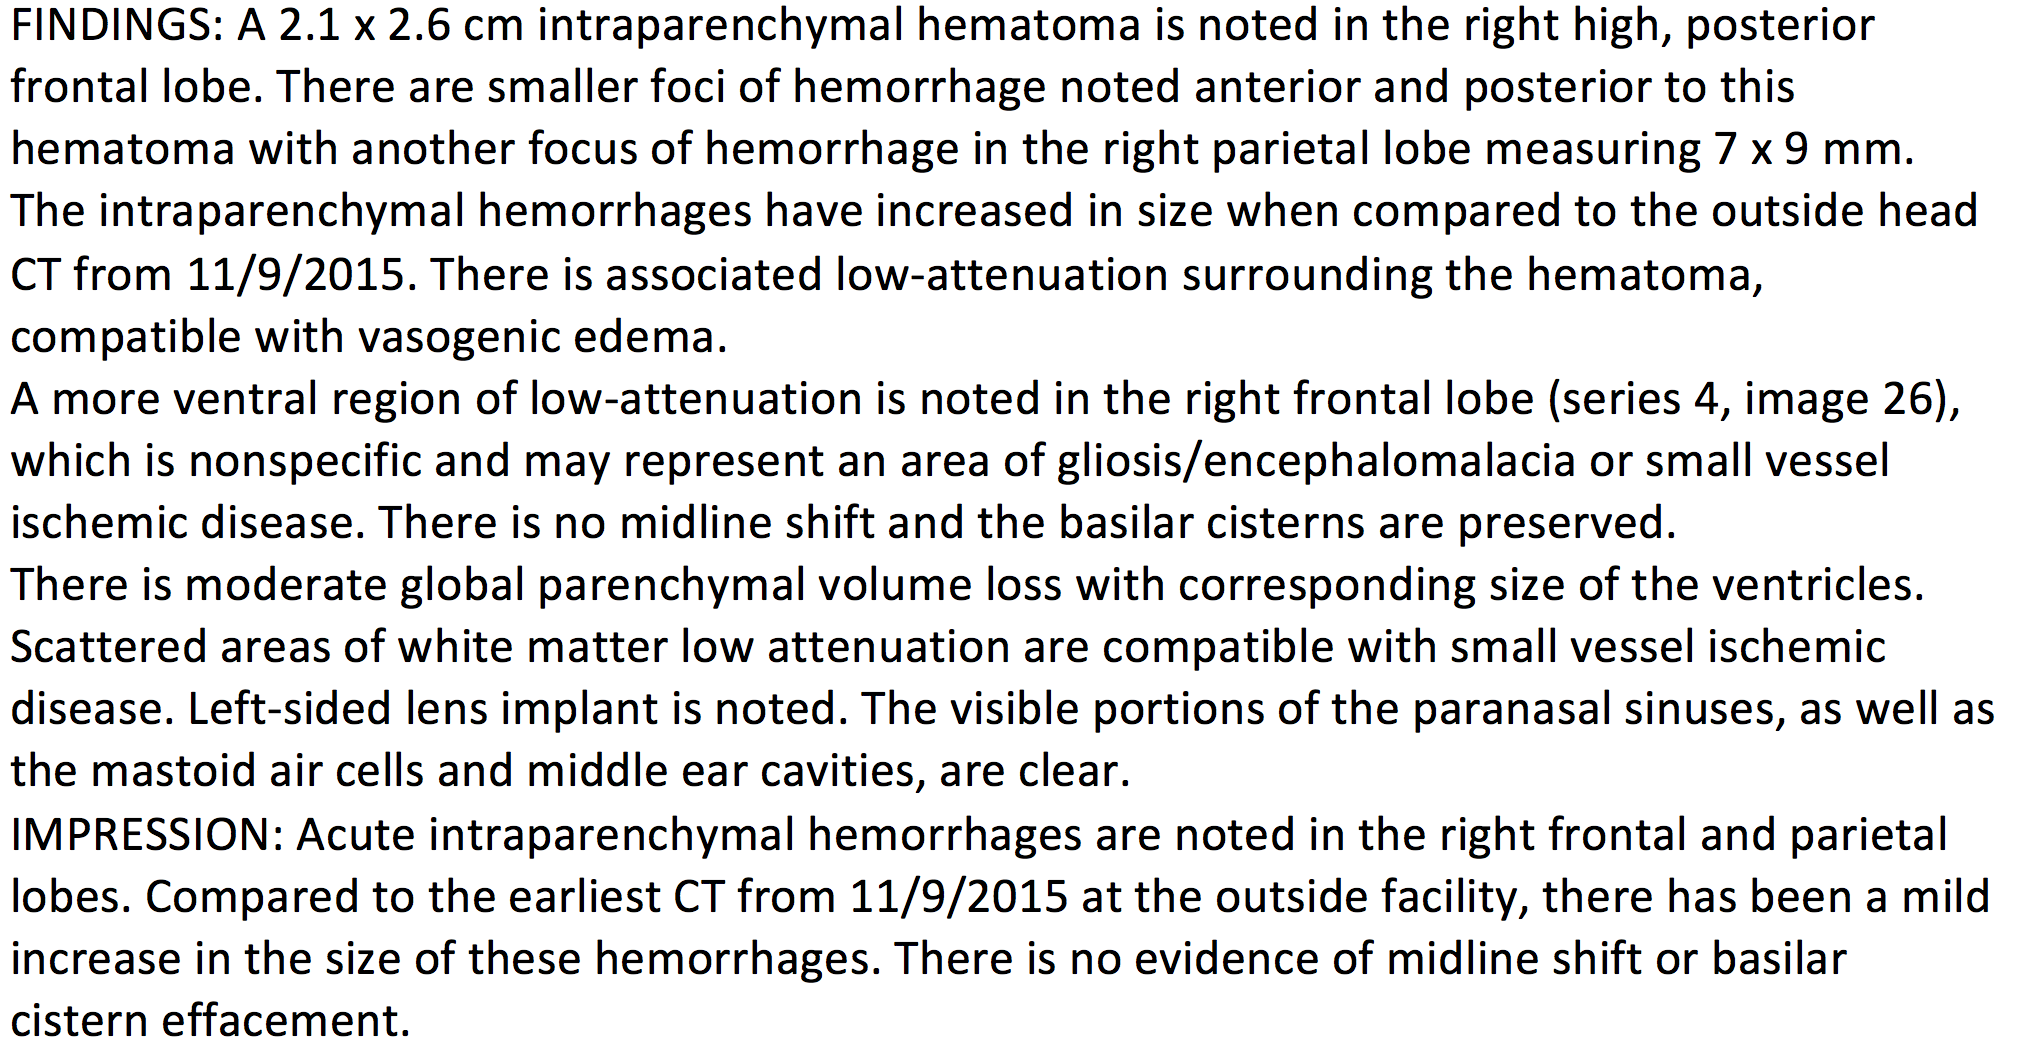 FINDINGS: A 2.1 x 2.6 cm intraparenchymal hematoma is noted in the right high, posterior
frontal lobe. There are smaller foci of hemorrhage noted anterior and posterior to this
hematoma with another focus of hemorrhage in the right parietal lobe measuring 7 x 9 mm.
The intraparenchymal hemorrhages have increased in size when compared to the outside head
CT from 11/9/2015. There is associated low-attenuation surrounding the hematoma,
compatible with vasogenic edema.
A more ventral region of low-attenuation is noted in the right frontal lobe (series 4, image 26),
which is nonspecific and may represent an area of gliosis/encephalomalacia or small vessel
ischemic disease. There is no midline shift and the basilar cisterns are preserved.
There is moderate global parenchymal volume loss with corresponding size of the ventricles.
Scattered areas of white matter low attenuation are compatible with small vessel ischemic
disease. Left-sided lens implant is noted. The visible portions of the paranasal sinuses, as well as
the mastoid air cells and middle ear cavities, are clear.
IMPRESSION: Acute intraparenchymal hemorrhages are noted in the right frontal and parietal
lobes. Compared to the earliest CT from 11/9/2015 at the outside facility, there has been a mild
increase in the size of these hemorrhages. There is no evidence of midline shift or basilar
cistern effacement.